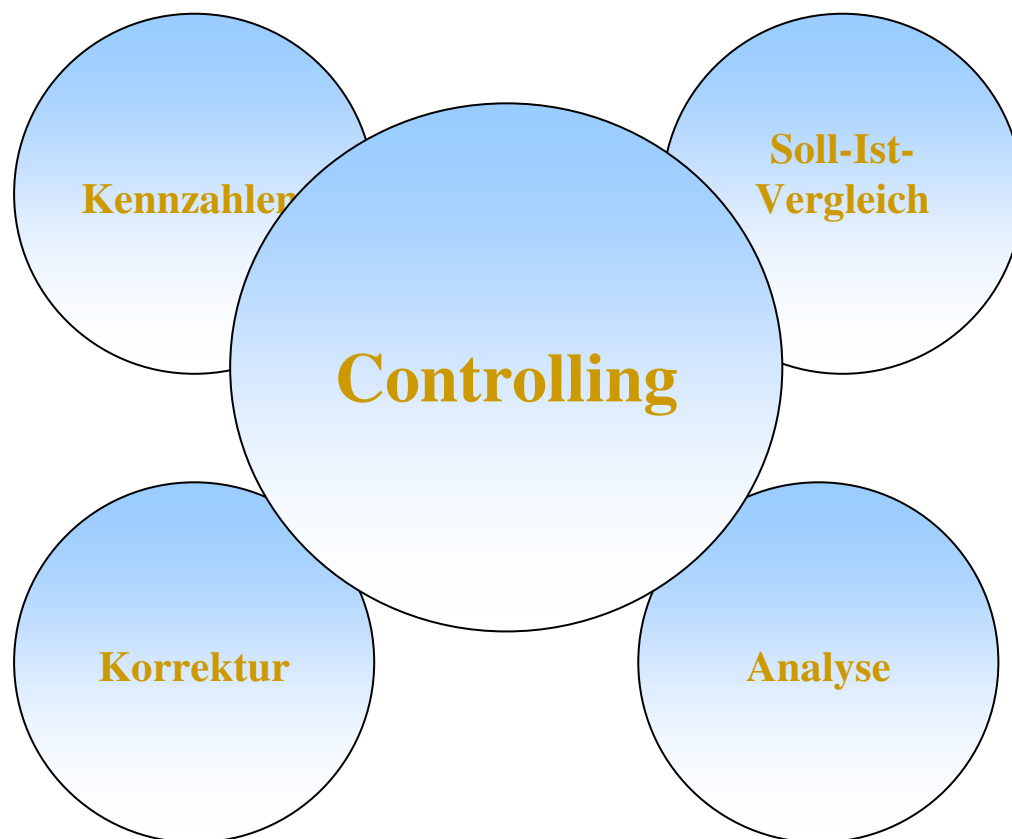 Kennzahlen
Soll-Ist-
Vergleich
Controlling
Korrektur
Analyse